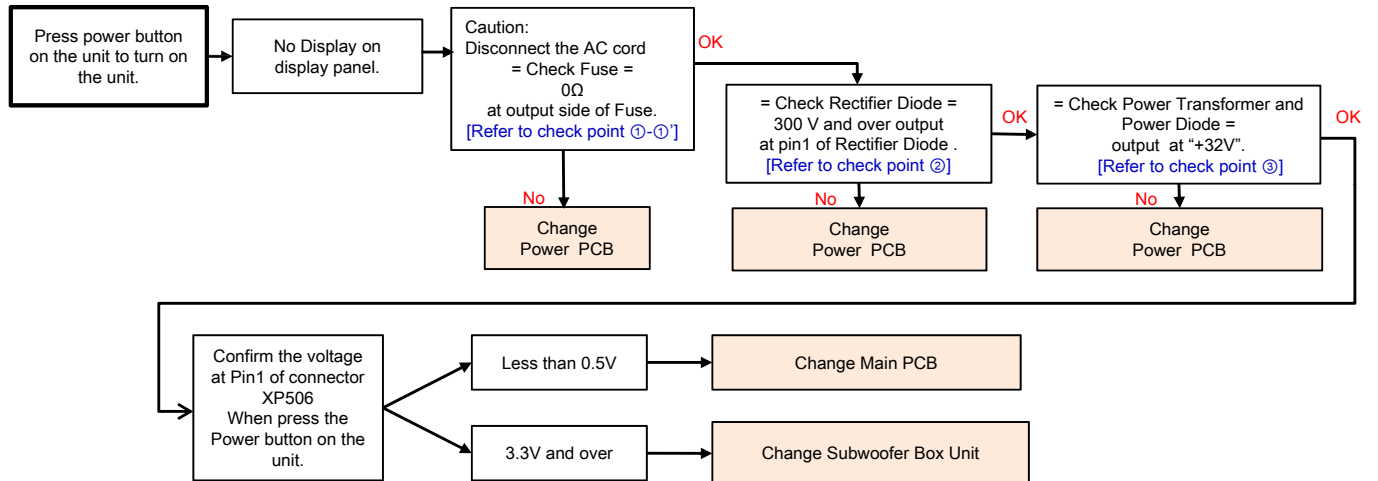 Press power button
on the unit to turn on
the unit.
No Display on
display panel.
Caution:
Disconnect the AC cord
= Check Fuse =
0Ω
at output side of Fuse.
[Refer to check point ①-①']
OK
No
Change
Power PCB
= Check Rectifier Diode =
300 V and over output
at pin1 of Rectifier Diode .
[Refer to check point ②]
OK
No
Change
Power PCB
= Check Power Transformer and
Power Diode =
output at “+32V”.
[Refer to check point ③]
OK
No
Change
Power PCB
Confirm the voltage
at Pin1 of connector
XP506
When press the
Power button on the
unit.
Less than 0.5V
Change Main PCB
3.3V and over
Change Subwoofer Box Unit